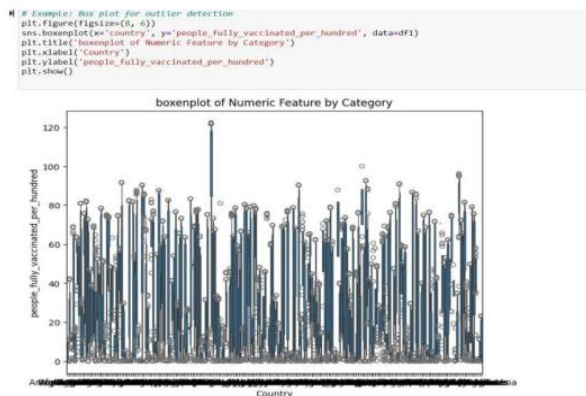 # Example: Box plot for outlier detection
plt.figure(figsize=(8, 6))
sns.boxenplot(x='country', y='people_fully_vaccinated_per_hundred', data=df1)
plt.title('boxenplot of Numeric Feature by Category')
plt.xlabel('Country')
plt.ylabel('people_fully_vaccinated_per_hundred')
plt.show()
boxenplot of Numeric Feature by Category
people_fully_vaccinated_per_hundred
120
100
80
60
40
20
0
Country